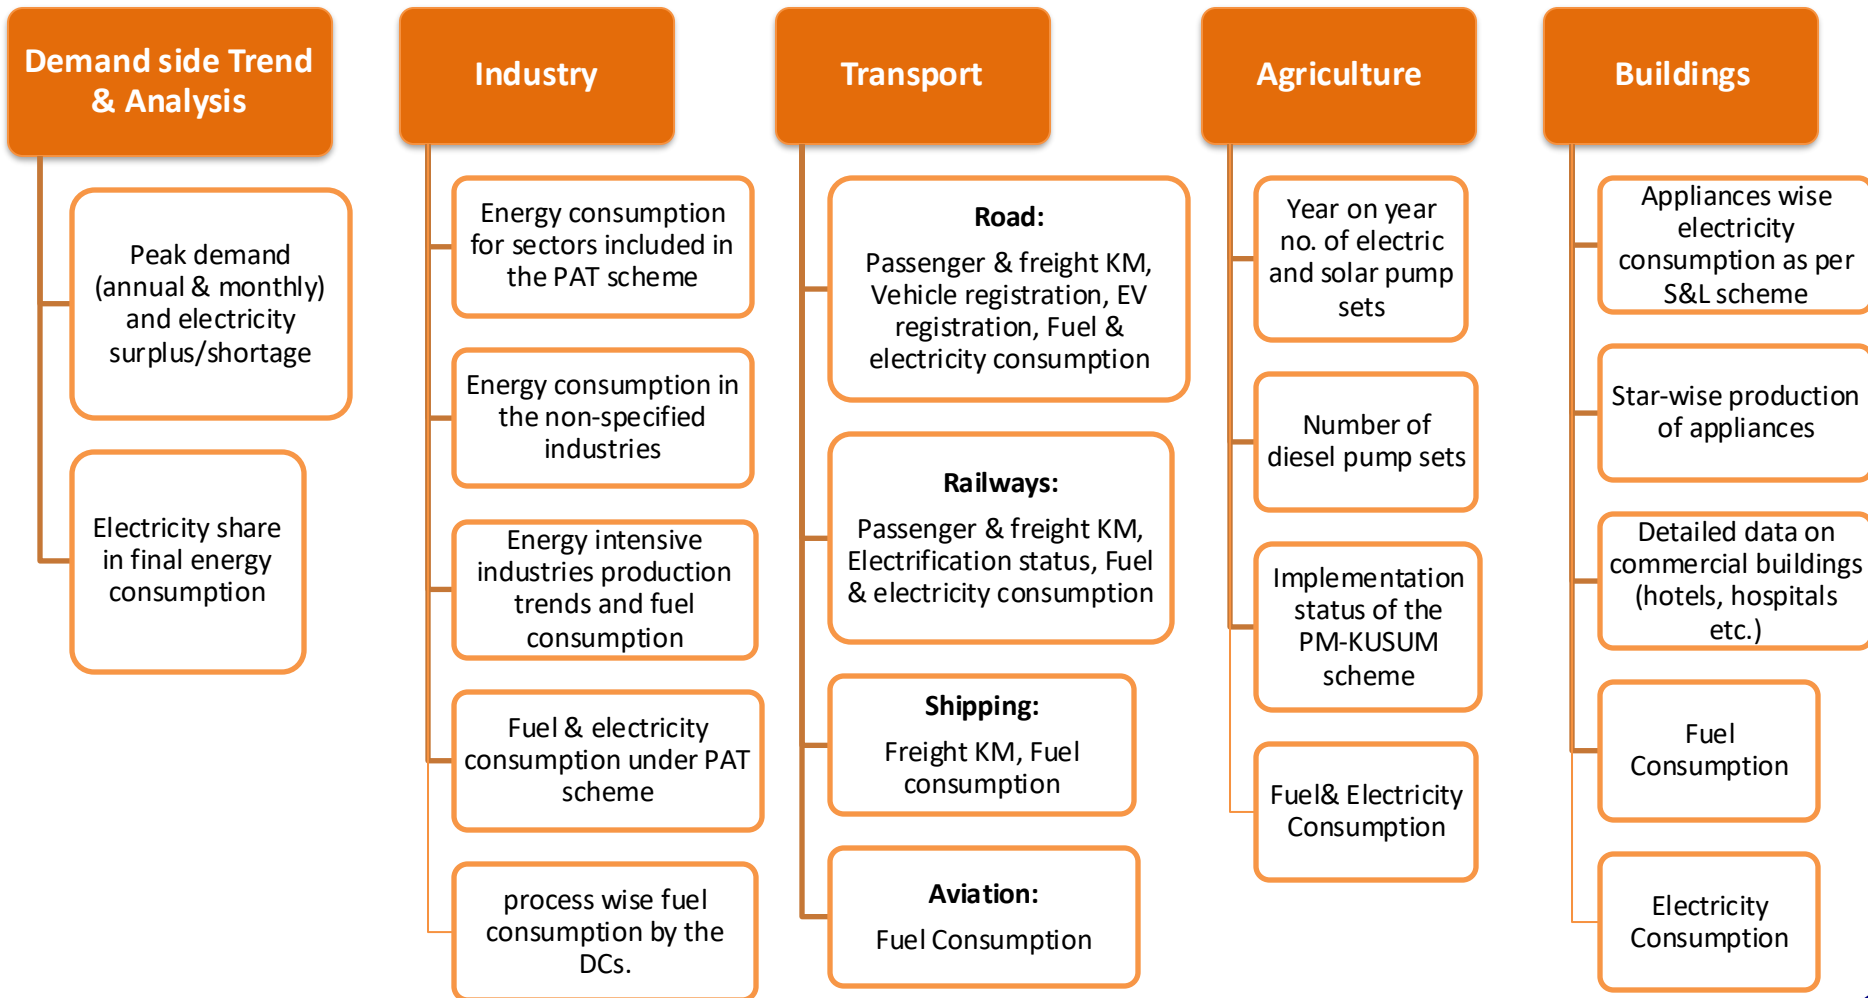 Demand side Trend
& Analysis
Peak demand
(annual & monthly)
and electricity
surplus/shortage
Electricity share
in final energy
consumption
Industry
Energy consumption
for sectors included in
the PAT scheme
Energy consumption in
the non-specified
industries
Energy intensive
industries production
trends and fuel
consumption
Fuel & electricity
consumption under PAT
scheme
process wise fuel
consumption by the
DCs.
Transport
Road:
Passenger & freight KM,
Vehicle registration, EV
registration, Fuel &
electricity consumption
Railways:
Passenger & freight KM,
Electrification status, Fuel
& electricity consumption
Shipping:
Freight KM, Fuel
consumption
Aviation:
Fuel Consumption
Agriculture
Year on year
no. of electric
and solar pump
sets
Number of
diesel pump sets
Implementation
status of the
PM-KUSUM
scheme
Fuel& Electricity
Consumption
Buildings
Appliances wise
electricity
consumption as per
S&L scheme
Star-wise production
of appliances
Detailed data on
commercial buildings
(hotels, hospitals
etc.)
Fuel
Consumption
Electricity
Consumption